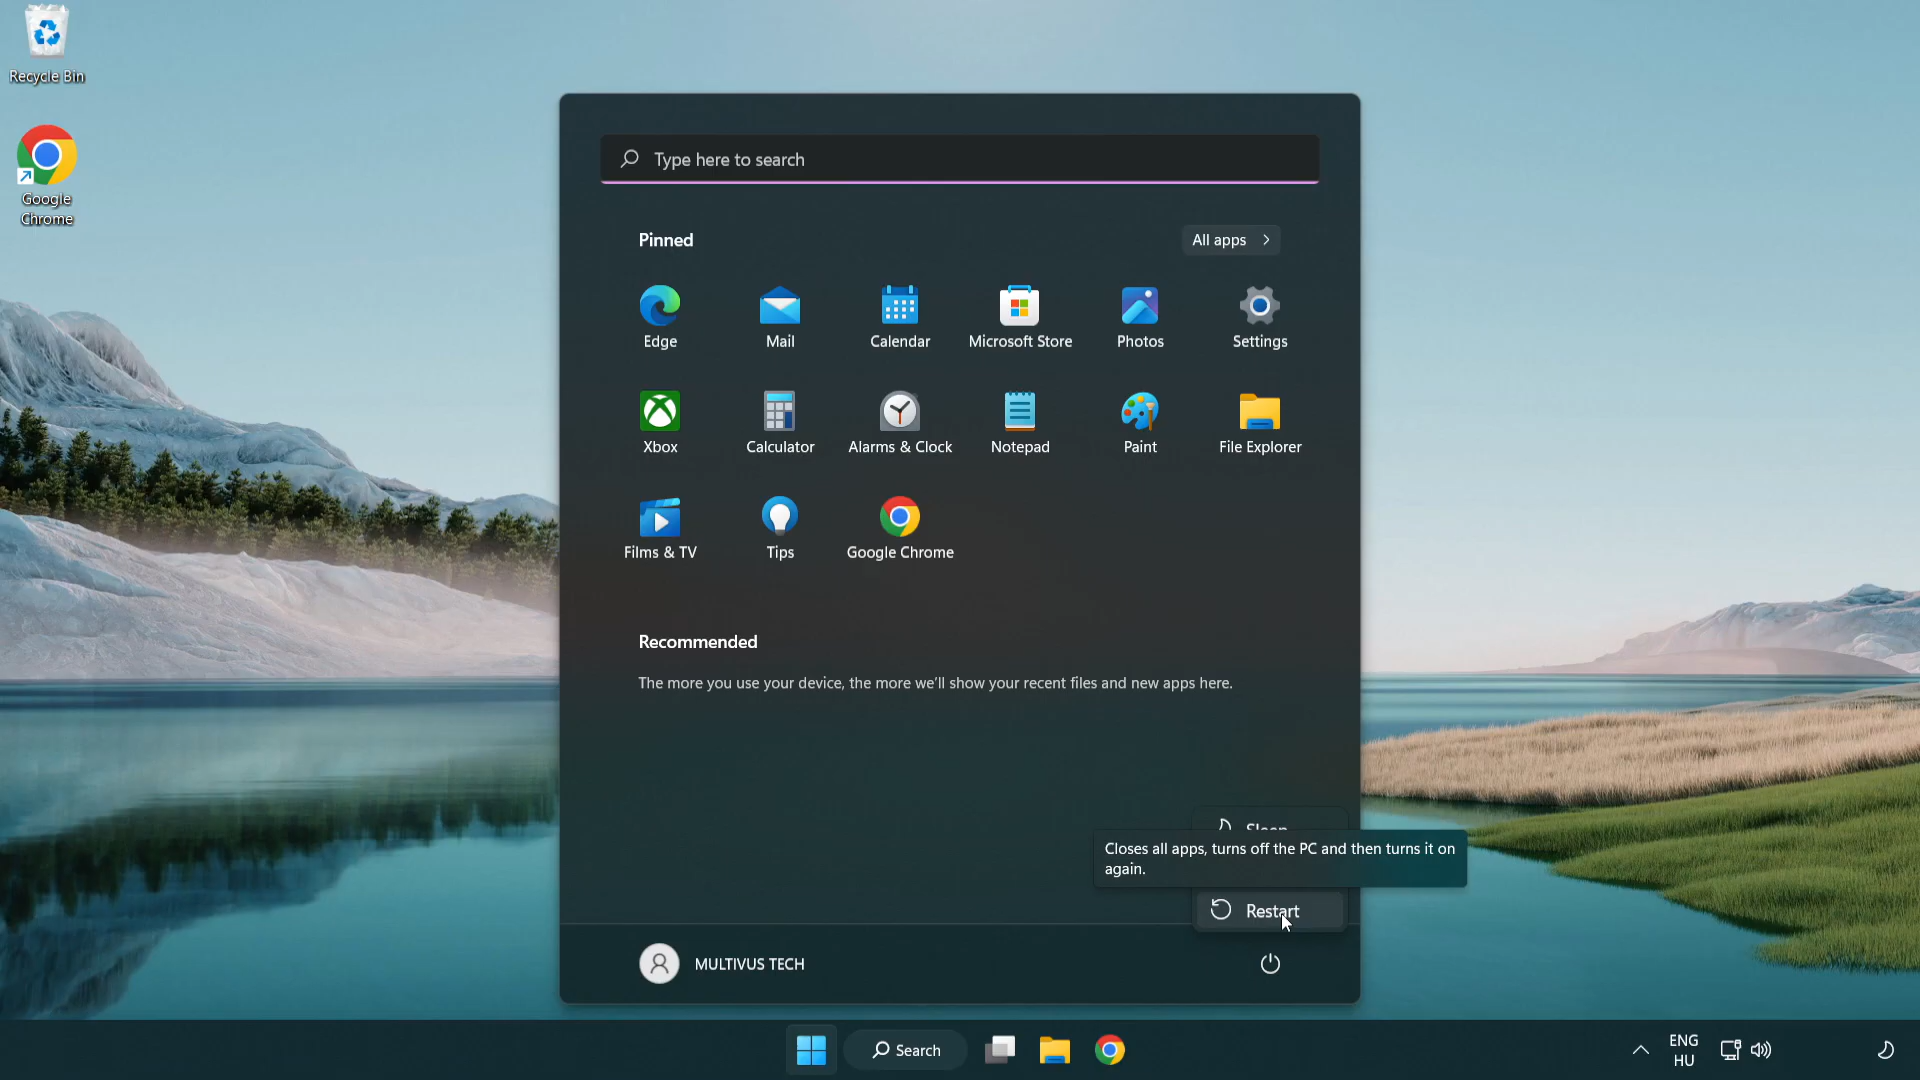 Recycle Bin
Google
Chrome
Type here to search
Pinned
All apps
Edge
Mail
Calendar
Microsoft Store
Photos
Settings
Xbox
Calculator
Alarms & Clock
Notepad
Paint
File Explorer
Films & TV
Tips
Google Chrome
Recommended
The more you use your device, the more we'll show your recent files and new apps here.
Sleep
Closes all apps, turns off the PC and then turns it on
again.
Restart
MULTIVUS TECH
Search
ENG
HU